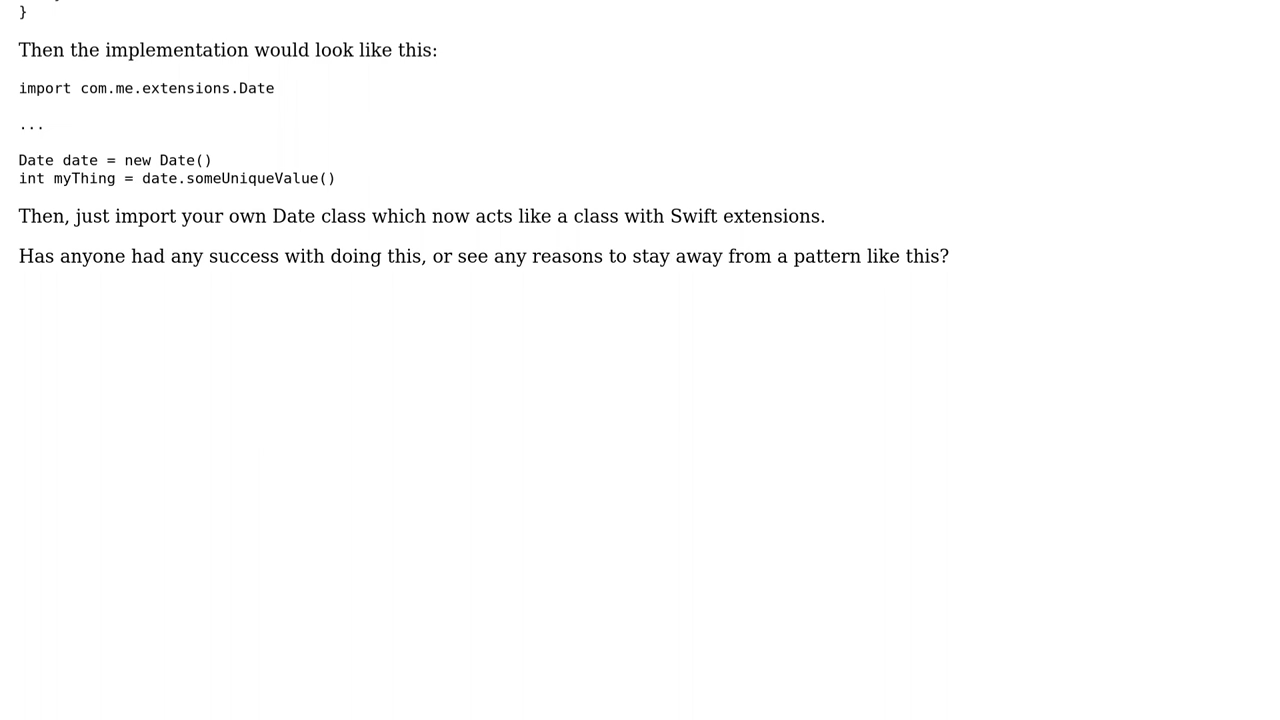 }
Then the implementation would look like this:
import com.me.extensions.Date
...
Date date = new Date()
int myThing = date.someUniqueValue()
Then, just import your own Date class which now acts like a class with Swift extensions.
Has anyone had any success with doing this, or see any reasons to stay away from a pattern like this?